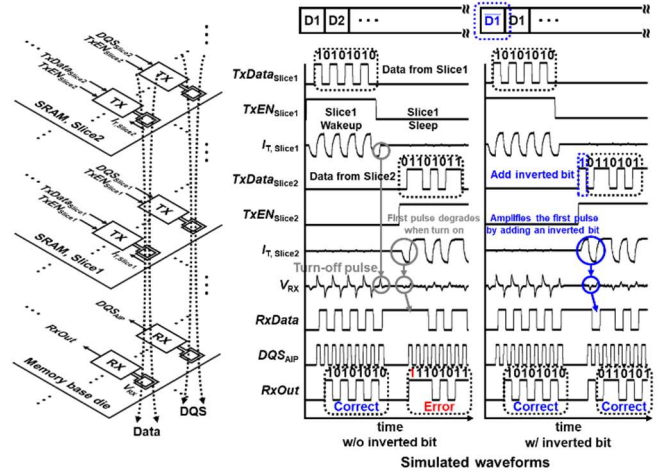 D1 D2 ···
D1 D1 ···
DQS_Slice2
TxEN_Slice2
TX
TxData_Slice2
TxEN_Slice2
TX
I_T, Slice2
SRAM, Slice2
DQS_Slice1
TxEN_Slice1
TX
TxData_Slice1
TxEN_Slice1
TX
I_T, Slice1
SRAM, Slice1
DQS_AIP
RX
RxOut
RX
V_RX
Memory base die
DQS
Data
TxData_Slice1
10101010
Data from Slice1
10101010
TxEN_Slice1
Slice1 Wakeup
Slice1 Sleep
I_T, Slice1
TxData_Slice2
Data from Slice2
01101011
Add inverted bit
1
0110101
TxEN_Slice2
First pulse degrades
when turn on
Amplifies the first pulse
by adding an inverted bit
I_T, Slice2
Turn-off pulse
V_RX
RxData
DQS_AIP
RxOut
10101010
11101011
10101010
Correct
Error
Correct
Correct
time
w/o inverted bit
time
w/ inverted bit
Simulated waveforms